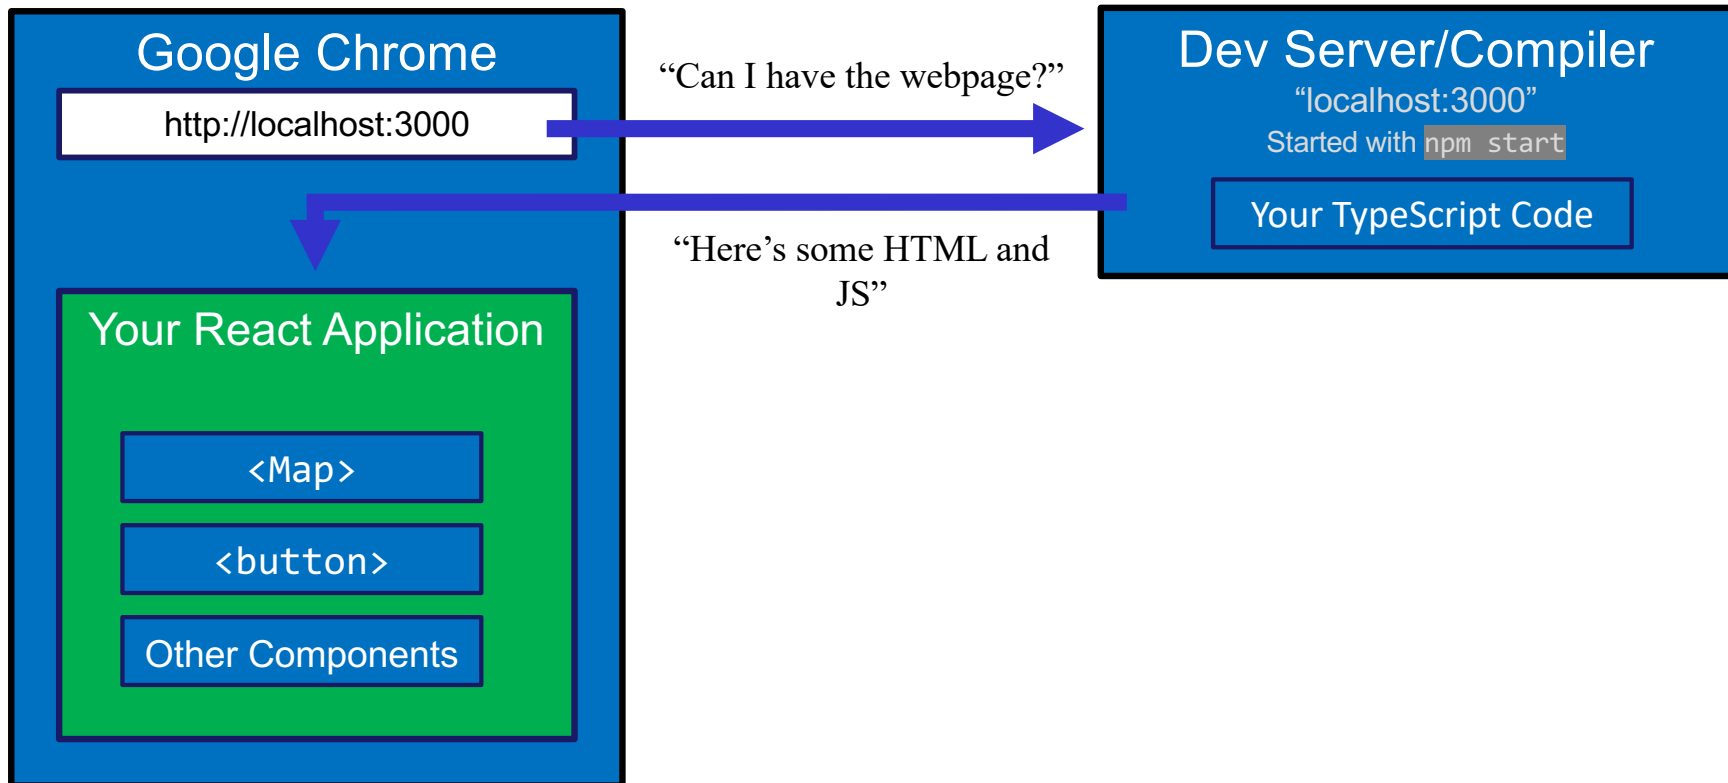 Google Chrome
http://localhost:3000
“Can I have the webpage?”
Dev Server/Compiler
“localhost:3000”
Started with npm start
Your TypeScript Code
“Here’s some HTML and
JS”
Your React Application
<Map>
<button>
Other Components